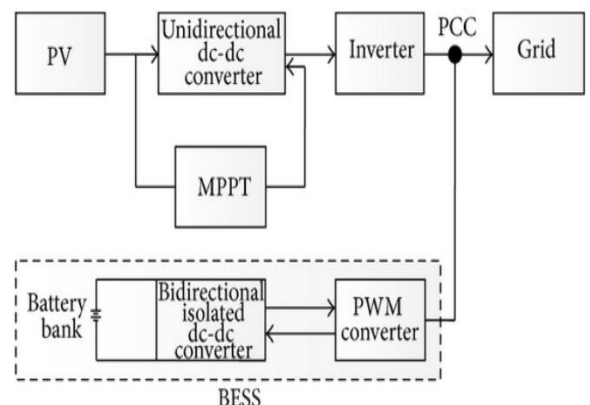 PV
Unidirectional
dc-dc
converter
Inverter
PCC
Grid
MPPT
Battery
bank
Bidirectional
isolated
dc-dc
converter
PWM
converter
BESS